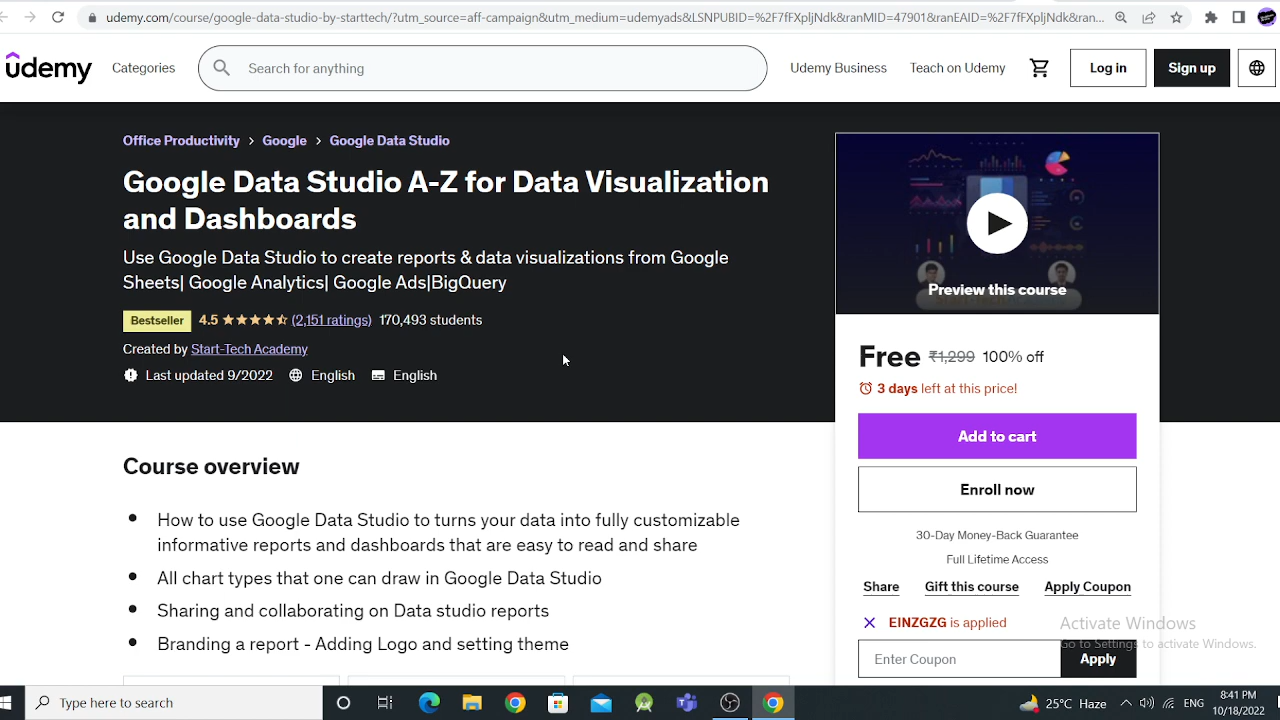 udemy.com/course/google-data-studio-by-starttech/?utm_source=aff-campaign&utm_medium=udemyads&LSNPUBID=%2F7fFXpljNdk&ranMID=47901&ranEAID=%2F7fFXpljNdk&ran...
ûdemy Categories Search for anything Udemy Business Teach on Udemy Log in Sign up
Office Productivity > Google > Google Data Studio
Google Data Studio A-Z for Data Visualization
and Dashboards
Use Google Data Studio to create reports & data visualizations from Google
Sheets| Google Analytics| Google Ads|BigQuery
Bestseller 4.5 (2,151 ratings) 170,493 students
Created by Start-Tech Academy
Last updated 9/2022 English English
Preview this course
Free ₹1,299 100% off
3 days left at this price!
Add to cart
Enroll now
30-Day Money-Back Guarantee
Full Lifetime Access
Share Gift this course Apply Coupon
EINZGZG is applied
Enter Coupon Apply
Course overview
• How to use Google Data Studio to turns your data into fully customizable
informative reports and dashboards that are easy to read and share
• All chart types that one can draw in Google Data Studio
• Sharing and collaborating on Data studio reports
• Branding a report - Adding Logo and setting theme
Activate Windows
Go to Settings to activate Windows.
Type here to search 25°C Haze ENG 8:41 PM
10/18/2022